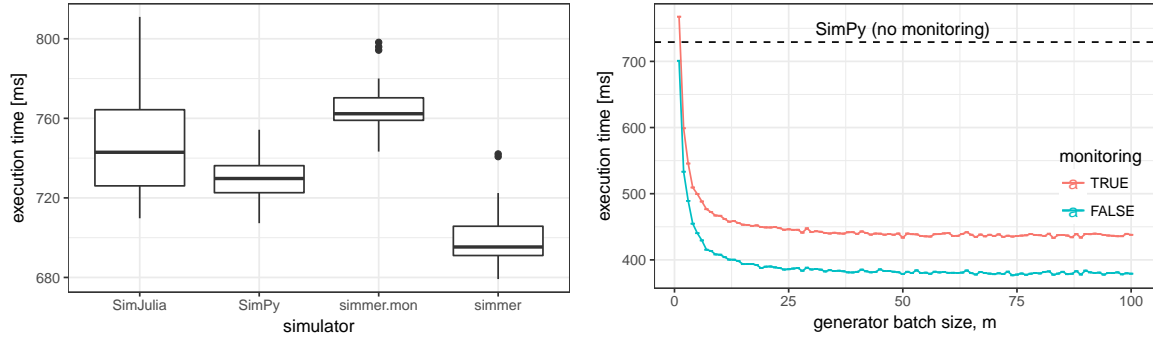 execution time [ms]
800
760
720
680
SimJulia SimPy simmer.mon simmer
simulator
execution time [ms]
700
600
500
400
SimPy (no monitoring)
monitoring
a TRUE
a FALSE
0 25 50 75 100
generator batch size, m